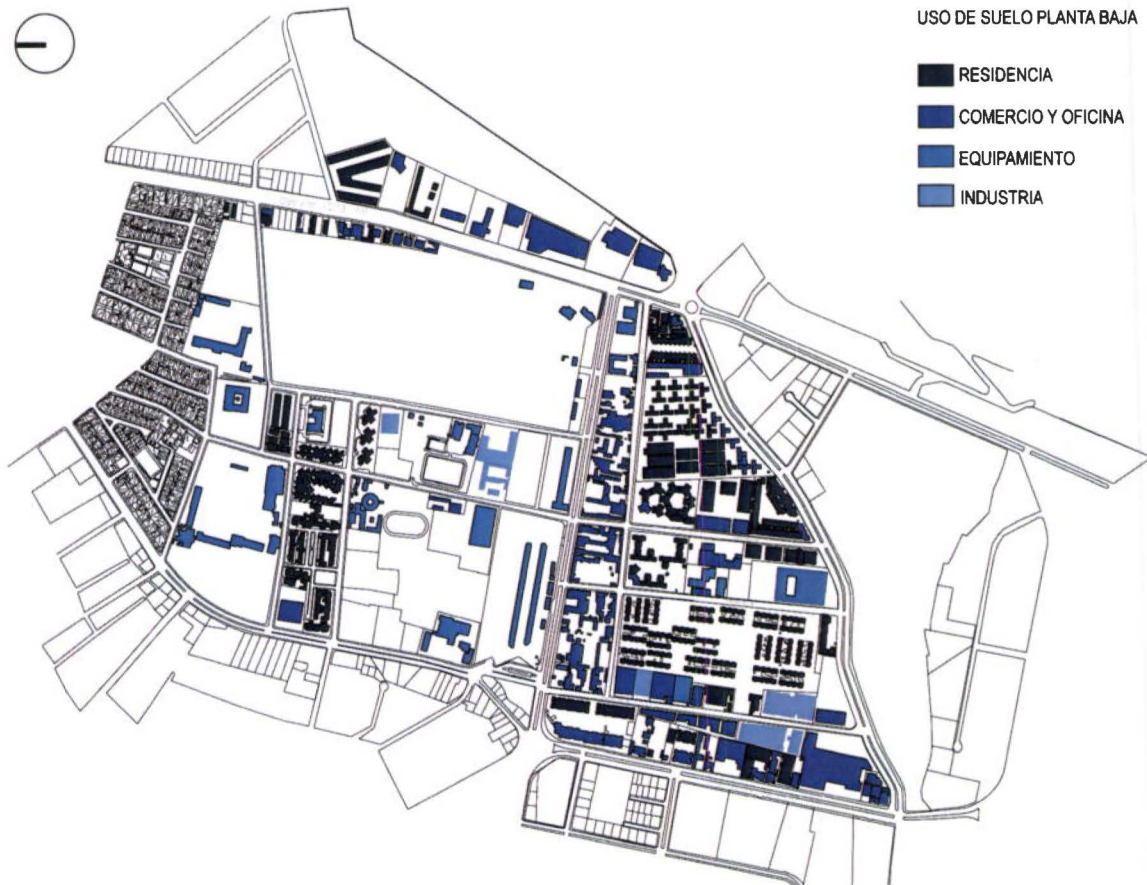 USO DE SUELO PLANTA BAJA
RESIDENCIA
COMERCIO Y OFICINA
EQUIPAMIENTO
INDUSTRIA